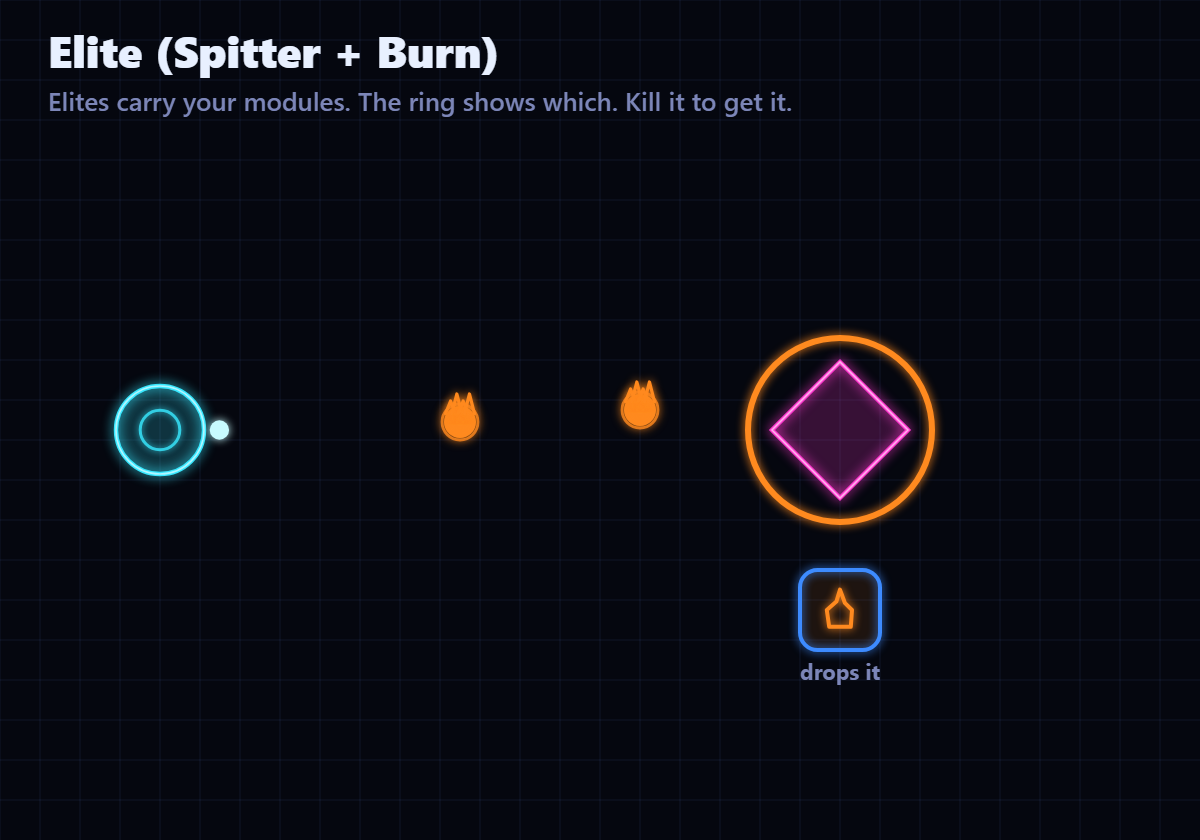 Elite (Spitter + Burn)
Elites carry your modules. The ring shows which. Kill it to get it.
drops it